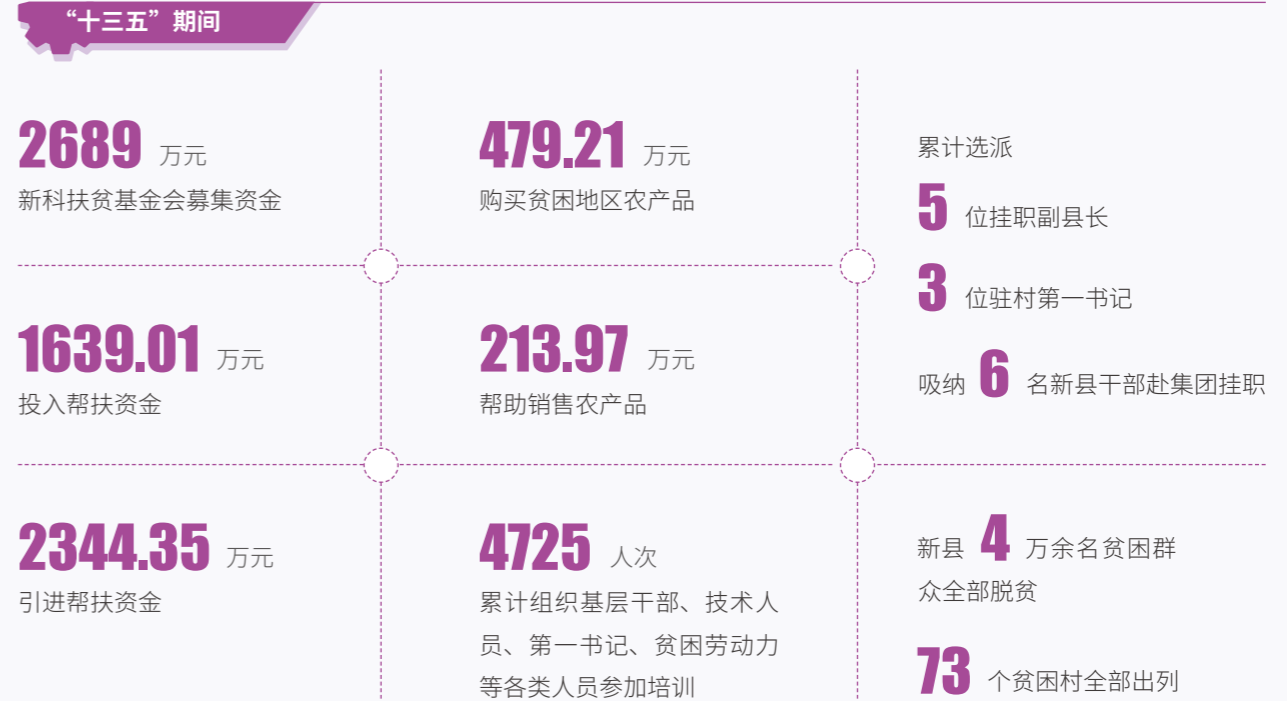 “十三五”期间
2689 万元
新科扶贫基金会募集资金
479.21 万元
购买贫困地区农产品
累计选派
5 位挂职副县长
3 位驻村第一书记
吸纳 6 名新县干部赴集团挂职
1639.01 万元
投入帮扶资金
213.97 万元
帮助销售农产品
2344.35 万元
引进帮扶资金
4725 人次
累计组织基层干部、技术人
员、第一书记、贫困劳动力
等各类人员参加培训
新县 4 万余名贫困群
众全部脱贫
73 个贫困村全部出列